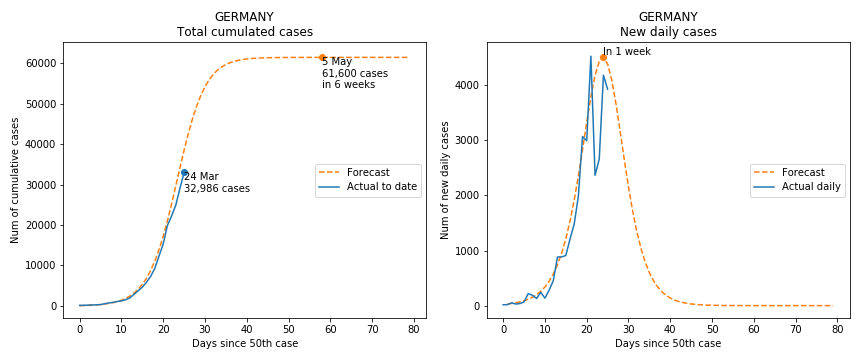 GERMANY
Total cumulated cases
Num of cumulative cases
60000
50000
40000
30000
20000
10000
0
5 May
61,600 cases
in 6 weeks
24 Mar
32,986 cases
Forecast
Actual to date
0 10 20 30 40 50 60 70 80
Days since 50th case
GERMANY
New daily cases
Num of new daily cases
4000
3000
2000
1000
0
In 1 week
Forecast
Actual daily
0 10 20 30 40 50 60 70 80
Days since 50th case